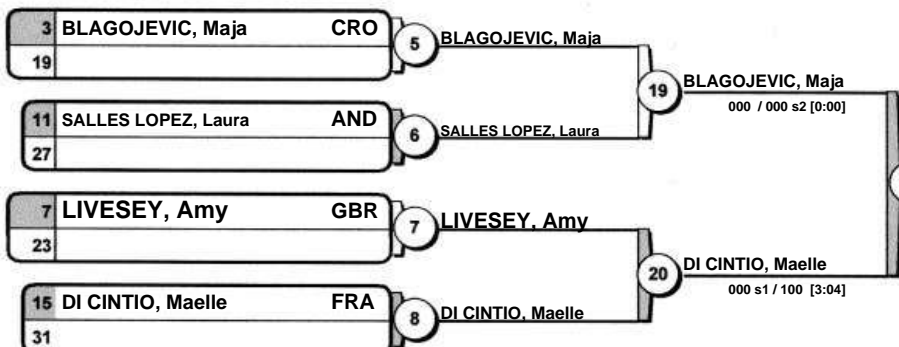 3 BLAGOJEVIC, Maja CRO
19
5 BLAGOJEVIC, Maja
11 SALLES LOPEZ, Laura AND
27
6 SALLES LOPEZ, Laura
19 BLAGOJEVIC, Maja
000 / 000 s2 [0:00]
7 LIVESEY, Amy GBR
23
7 LIVESEY, Amy
15 DI CINTIO, Maelle FRA
31
8 DI CINTIO, Maelle
20 DI CINTIO, Maelle
000 s1 / 100 [3:04]